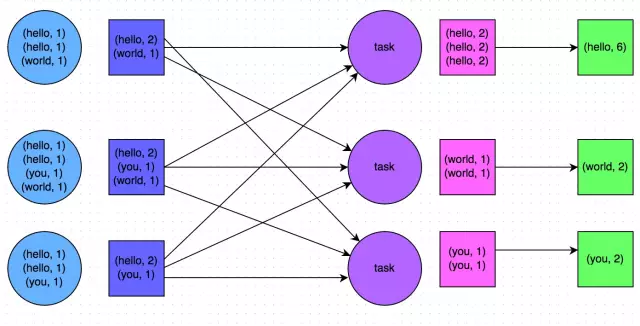 (hello, 1)
(hello, 1)
(world, 1)
(hello, 2)
(world, 1)
task
(hello, 2)
(hello, 2)
(hello, 2)
(hello, 6)
(hello, 1)
(hello, 1)
(you, 1)
(world, 1)
(hello, 2)
(you, 1)
(world, 1)
task
(world, 1)
(world, 1)
(world, 2)
(hello, 1)
(hello, 1)
(you, 1)
(hello, 2)
(you, 1)
task
(you, 1)
(you, 1)
(you, 2)